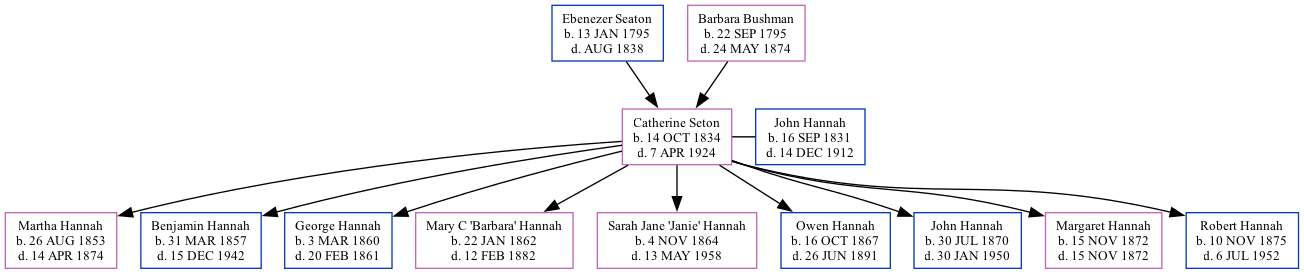 Ebenezer Seaton
b. 13 JAN 1795
d. AUG 1838
Barbara Bushman
b. 22 SEP 1795
d. 24 MAY 1874
Catherine Seton
b. 14 OCT 1834
d. 7 APR 1924
John Hannah
b. 16 SEP 1831
d. 14 DEC 1912
Martha Hannah
b. 26 AUG 1853
d. 14 APR 1874
Benjamin Hannah
b. 31 MAR 1857
d. 15 DEC 1942
George Hannah
b. 3 MAR 1860
d. 20 FEB 1861
Mary C 'Barbara' Hannah
b. 22 JAN 1862
d. 12 FEB 1882
Sarah Jane 'Janie' Hannah
b. 4 NOV 1864
d. 13 MAY 1958
Owen Hannah
b. 16 OCT 1867
d. 26 JUN 1891
John Hannah
b. 30 JUL 1870
d. 30 JAN 1950
Margaret Hannah
b. 15 NOV 1872
d. 15 NOV 1872
Robert Hannah
b. 10 NOV 1875
d. 6 JUL 1952